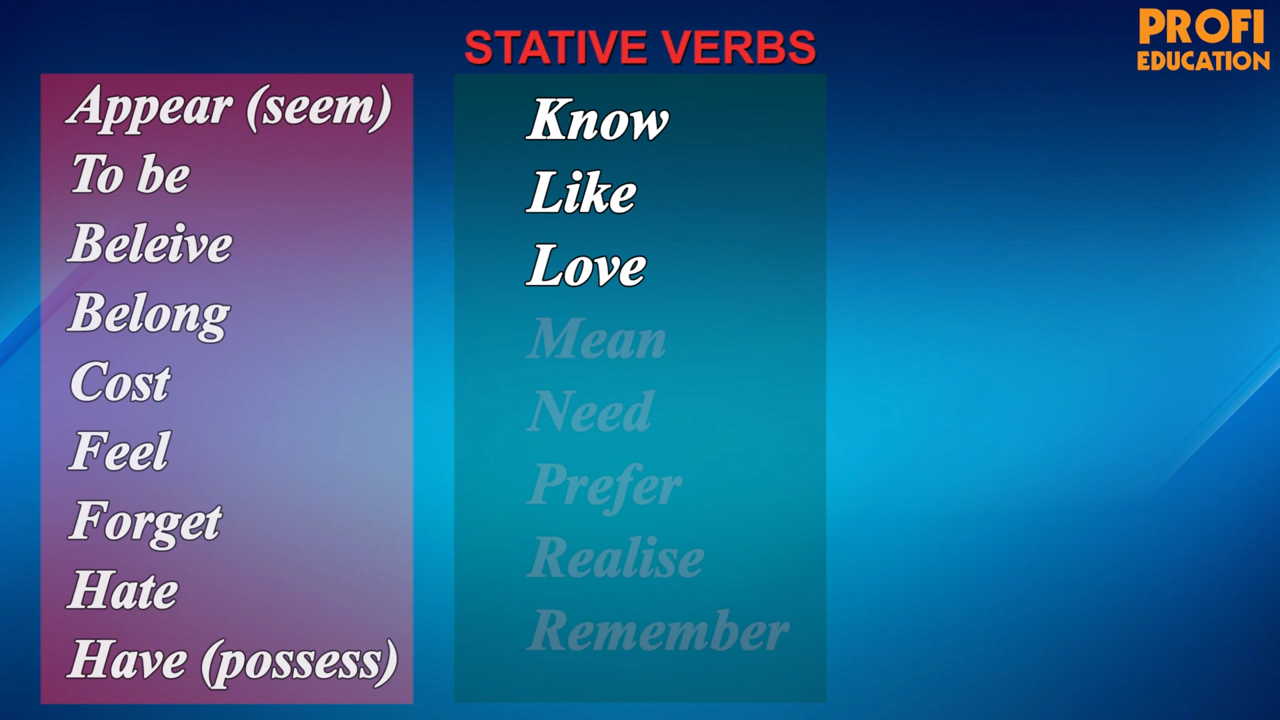 STATIVE VERBS
PROFI
EDUCATION
Appear (seem)
To be
Beleive
Belong
Cost
Feel
Forget
Hate
Have (possess)
Know
Like
Love
Mean
Need
Prefer
Realise
Remember